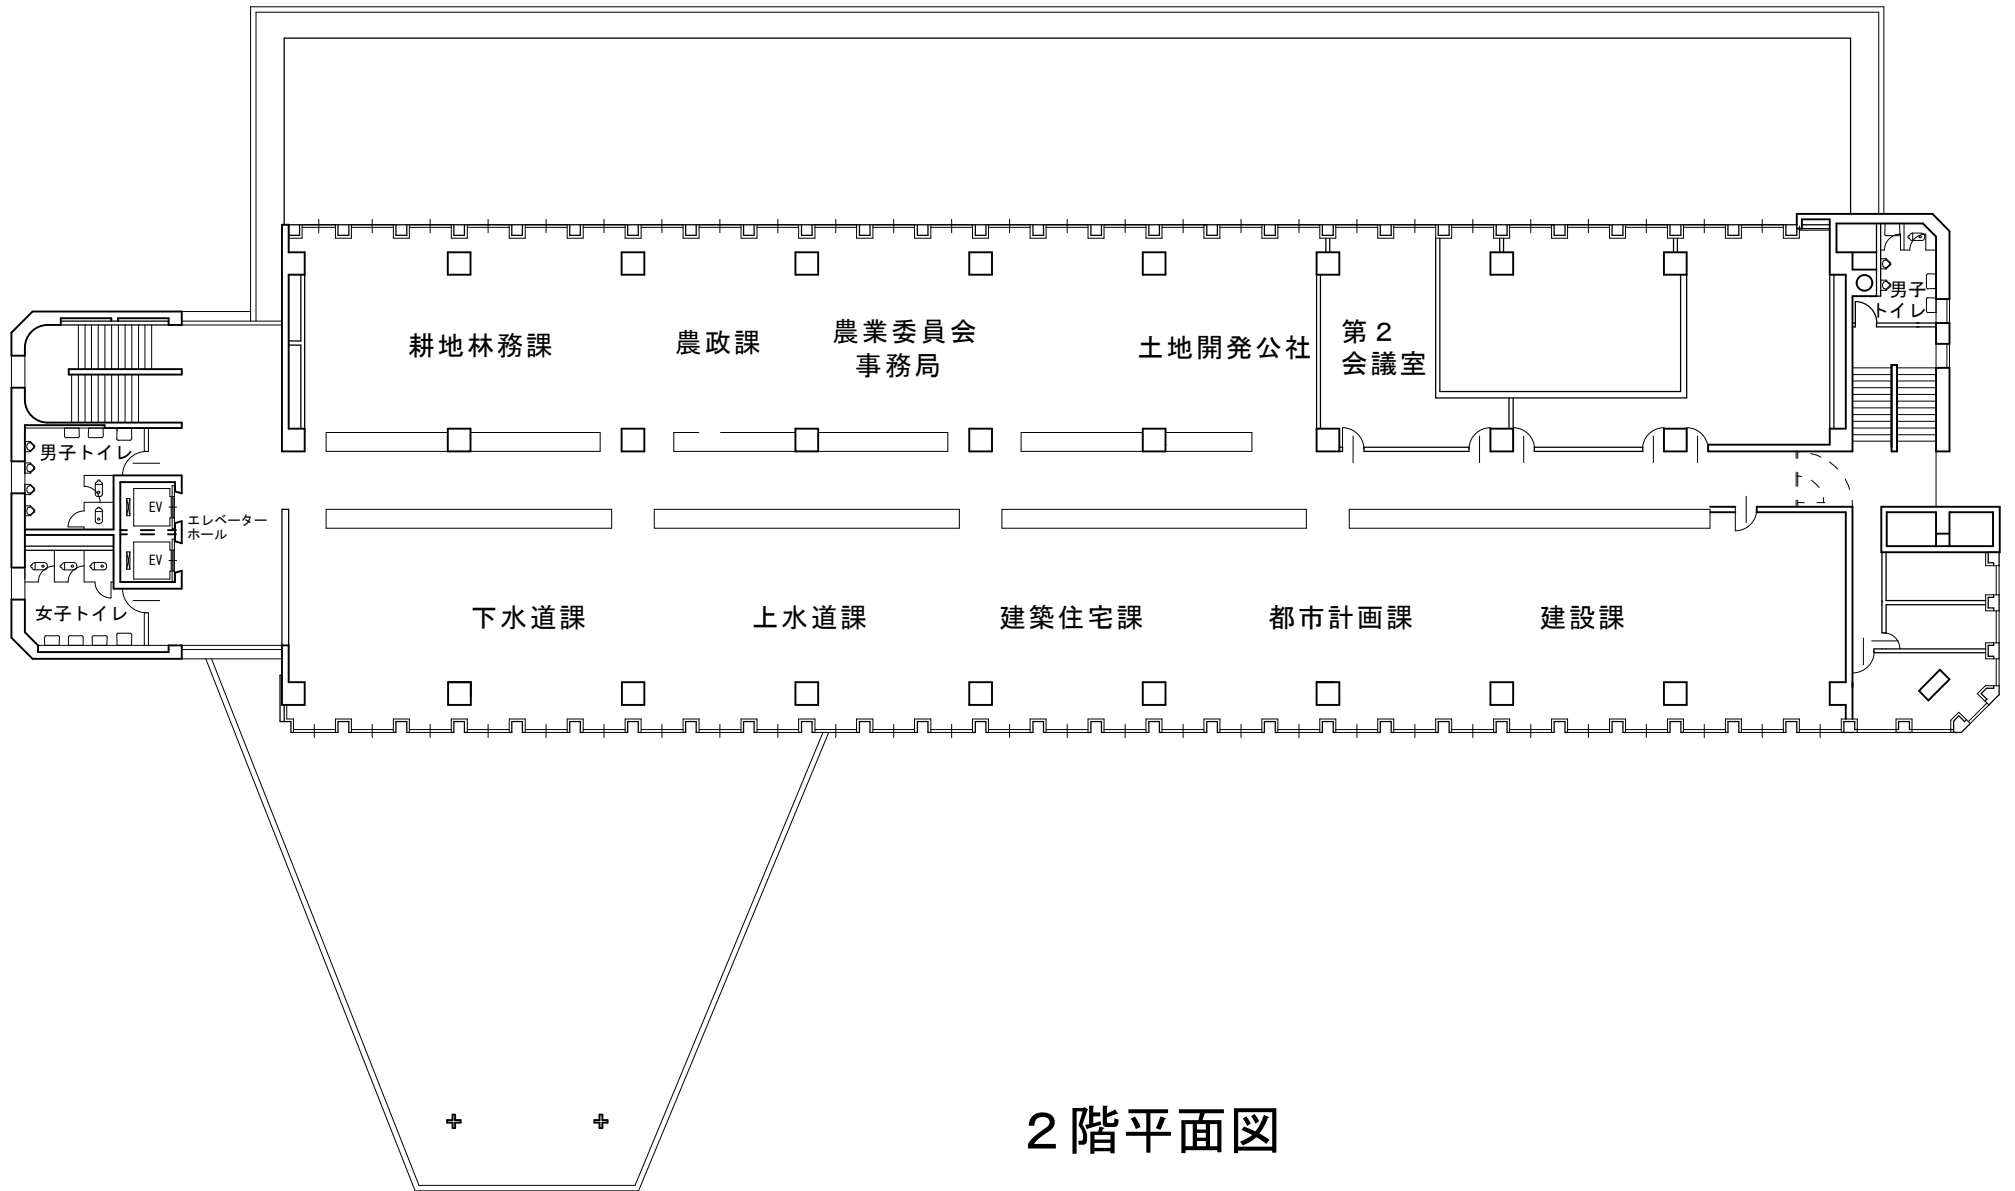 男子
トイレ
耕地林務課
農政課
農業委員会
事務局
土地開発公社
第２
会議室
男子トイレ
EV
エレベーター
ホール
EV
女子トイレ
下水道課
上水道課
建築住宅課
都市計画課
建設課
２階平面図